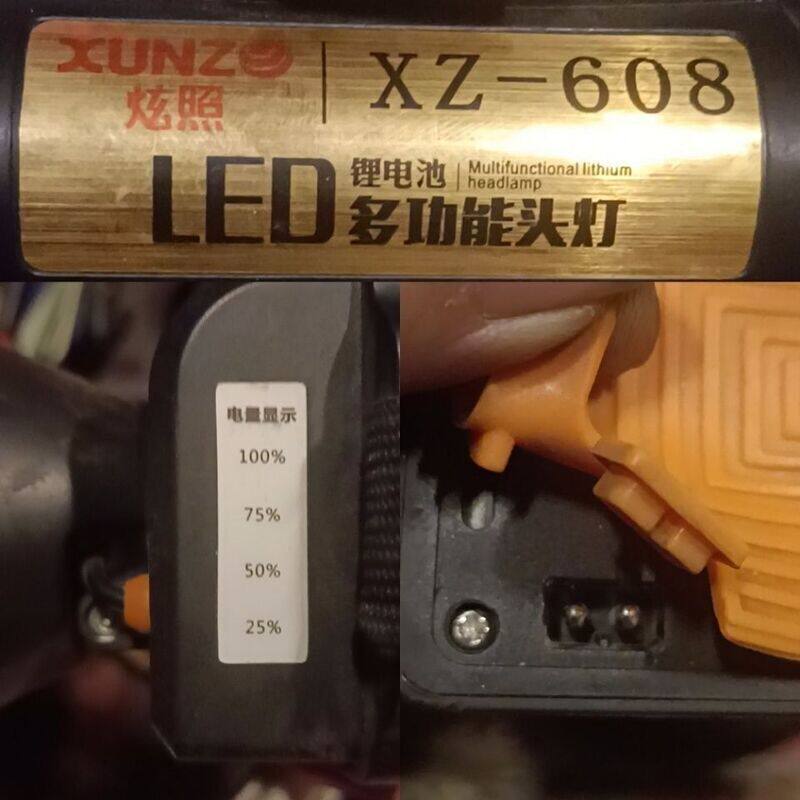 XUNZO
炫照
XZ-608
LED
锂电池
Multifunctional lithium
headlamp
多功能头灯
电量显示
100%
75%
50%
25%